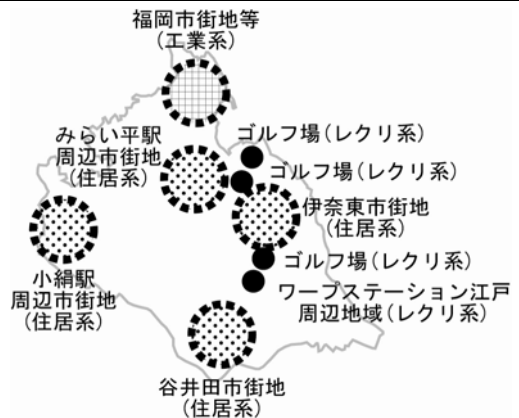 福岡市街地等
(工業系)
みらい平駅
周辺市街地
(住居系)
ゴルフ場(レクリ系)
ゴルフ場(レクリ系)
伊奈東市街地
(住居系)
小絹駅
周辺市街地
(住居系)
ゴルフ場(レクリ系)
ワープステーション江戸
周辺地域(レクリ系)
谷井田市街地
(住居系)